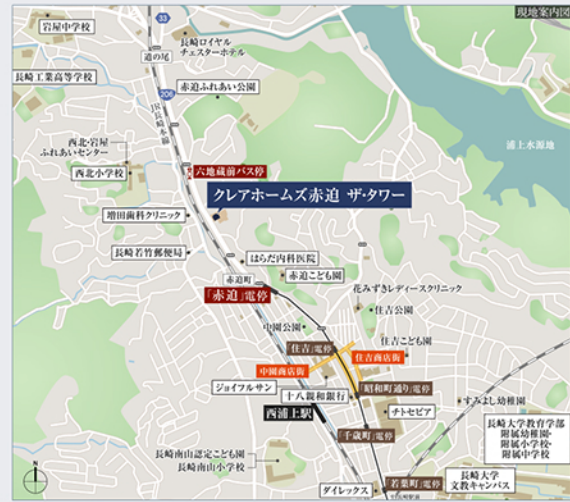 現地案内図
岩屋中学校
33
長崎ロイヤル
チェスターホテル
道の尾
長崎工業高等学校
206
赤迫ふれあい公園
JR長崎本線
浦上水源地
西北・岩屋
ふれあいセンター
西北小学校
六地蔵前バス停
クレアホームズ赤迫 ザ・タワー
増田歯科クリニック
長崎若竹郵便局
はらだ内科医院
赤迫町
赤迫こども園
「赤迫」電停
花みずきレディースクリニック
住吉公園
中園公園
住吉こども園
「住吉」電停
住吉商店街
中園商店街
ジョイフルサン
「昭和町通り」電停
十八親和銀行
すみよし幼稚園
西浦上駅
チトセピア
「千歳町」電停
長崎大学教育学部
附属幼稚園・
附属小学校・
附属中学校
長崎南山認定こども園
長崎南山小学校
N
「若葉町」電停
長崎大学
文教キャンパス
ダイレックス